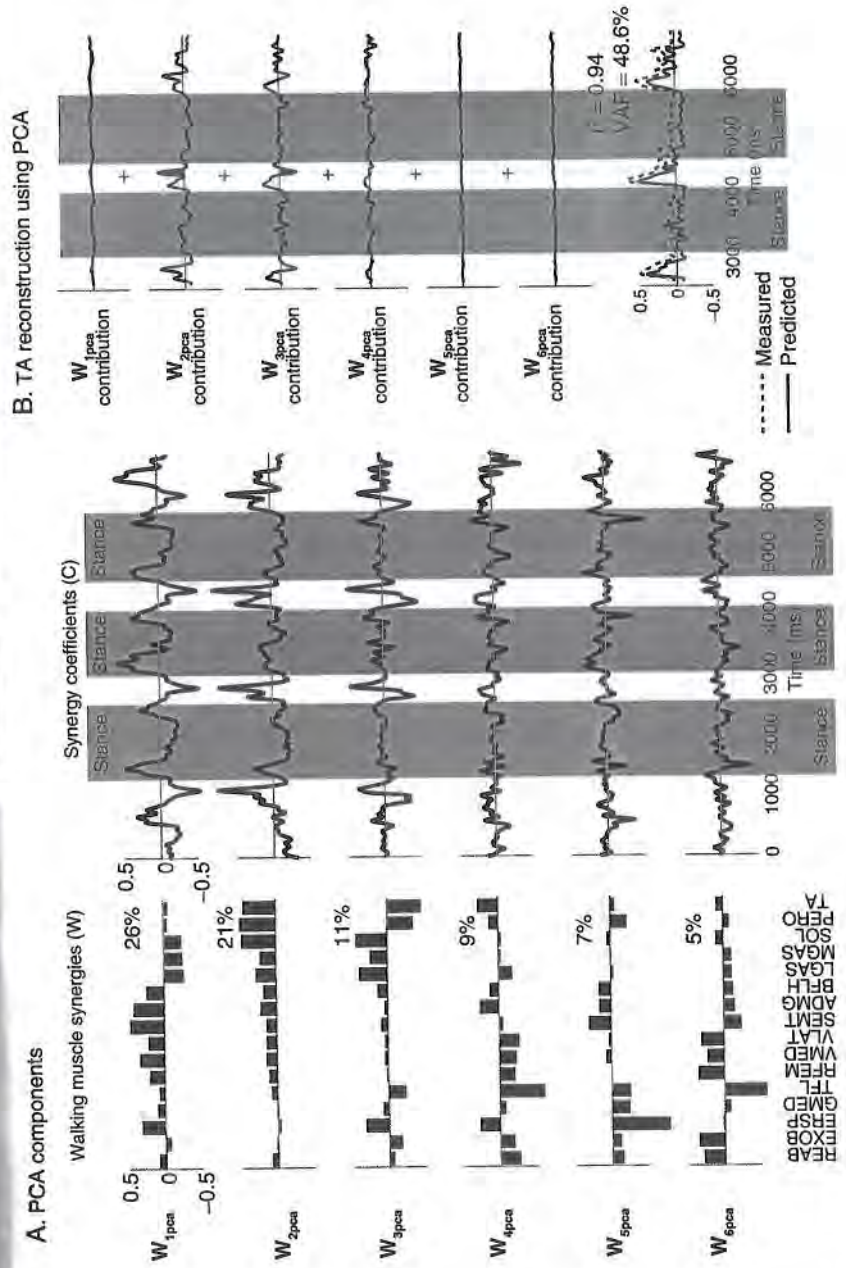 A. PCA components
Walking muscle synergies (W)
Synergy coefficients (C)
W1pca
0.5
0
−0.5
26%
W2pca
21%
W3pca
11%
W4pca
9%
W5pca
7%
W6pca
5%
REAB
EXOB
ERSP
GMED
TFL
RFEM
VMED
VLAT
SEMT
ADMG
BFLH
LGAS
MGAS
SOL
PERO
TA
0.5
0
−0.5
Stance
Stance
Stance
0
1000
2000
3000
4000
5000
6000
Time (ms)
Stance
Stance
Stance
B. TA reconstruction using PCA
W1pca
contribution
+
W2pca
contribution
+
W3pca
contribution
+
W4pca
contribution
+
W5pca
contribution
+
W6pca
contribution
= 0.94
VAF = 48.6%
0.5
0
−0.5
3000
4000
5000
6000
Time (ms
Stance
Stance
Measured
Predicted